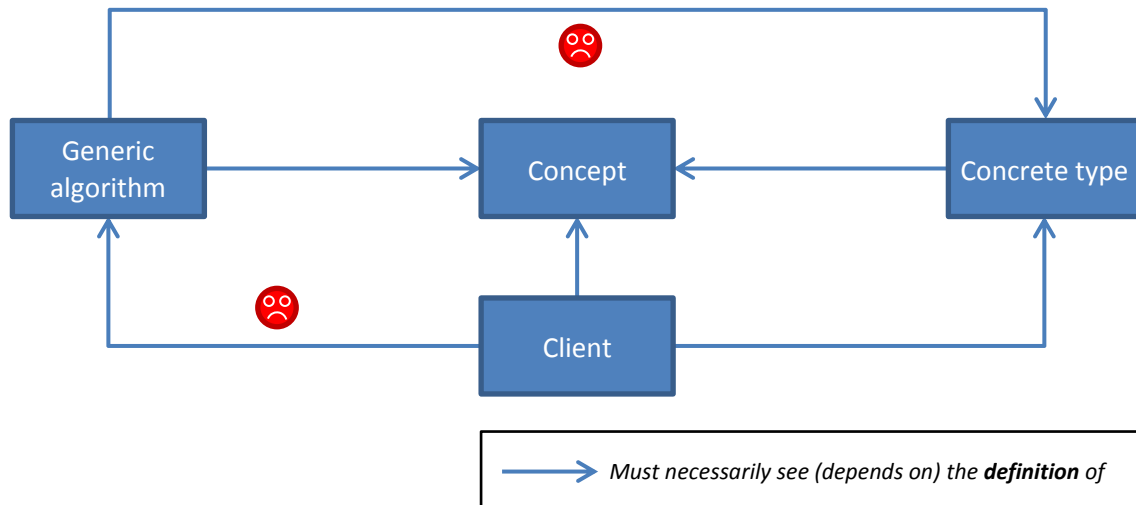 Generic
algorithm
Concept
Concrete type
Client
Must necessarily see (depends on) the definition of